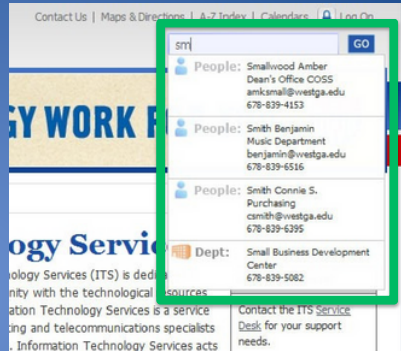 Contact Us | Maps & Directions | A-Z Index | Calendars Log On
sm GO
People: Smallwood Amber
Dean's Office COSS
amksmall@westga.edu
678-839-4153
GY WORK F
People: Smith Benjamin
Music Department
benjamin@westga.edu
678-839-6516
People: Smith Connie S.
Purchasing
csmith@westga.edu
678-839-6395
ogy Servic
Dept: Small Business Development
Center
678-839-5082
nology Services (ITS) is dedi
nity with the technological resources
ation Technology Services is a service
ting and telecommunications specialists
. Information Technology Services acts
Contact the ITS Service
Desk for your support
needs.